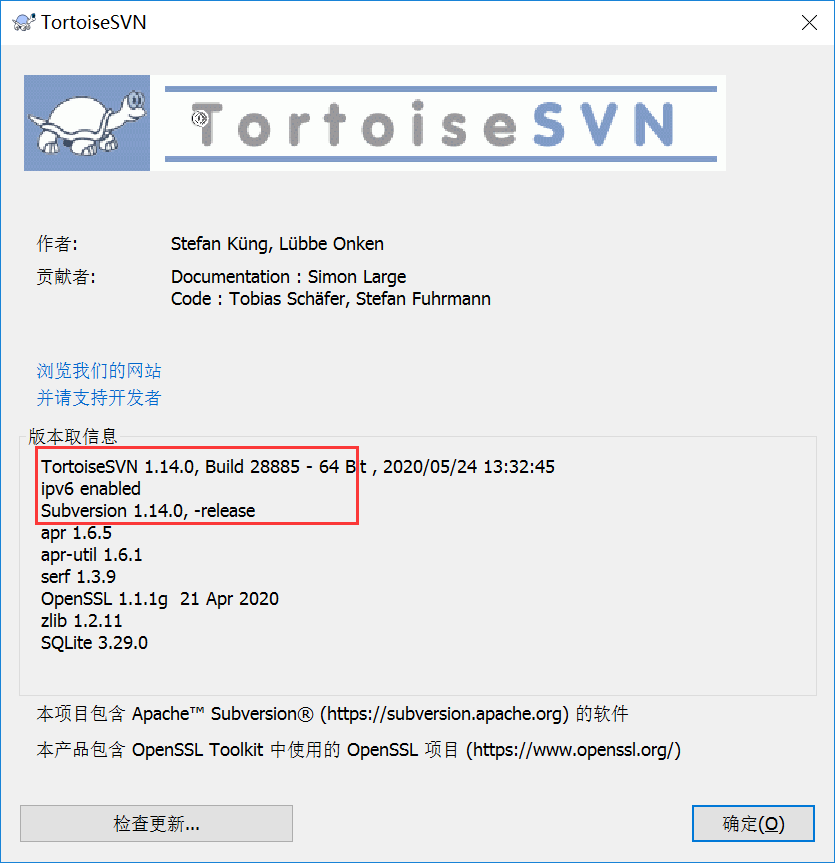 TortoiseSVN
TortoiseSVN
作者: Stefan Küng, Lübbe Onken
贡献者: Documentation : Simon Large
Code : Tobias Schäfer, Stefan Fuhrmann
浏览我们的网站
并请支持开发者
版本取信息
TortoiseSVN 1.14.0, Build 28885 - 64 Bit , 2020/05/24 13:32:45
ipv6 enabled
Subversion 1.14.0, -release
apr 1.6.5
apr-util 1.6.1
serf 1.3.9
OpenSSL 1.1.1g  21 Apr 2020
zlib 1.2.11
SQLite 3.29.0
本项目包含 Apache™ Subversion® (https://subversion.apache.org) 的软件
本产品包含 OpenSSL Toolkit 中使用的 OpenSSL 项目 (https://www.openssl.org/)
检查更新... 确定(O)